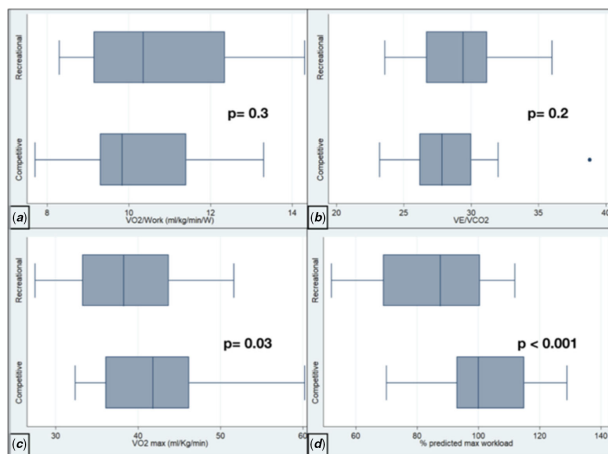 Recreational
Competitive
p= 0.3
8 10 12 14
VO2/Work (ml/kg/min/W)
(a)
Recreational
Competitive
p= 0.2
20 25 30 35 40
VE/VCO2
(b)
Recreational
Competitive
p= 0.03
30 40 50 60
VO2 max (ml/Kg/min)
(c)
Recreational
Competitive
p < 0.001
60 80 100 120 140
% predicted max workload
(d)